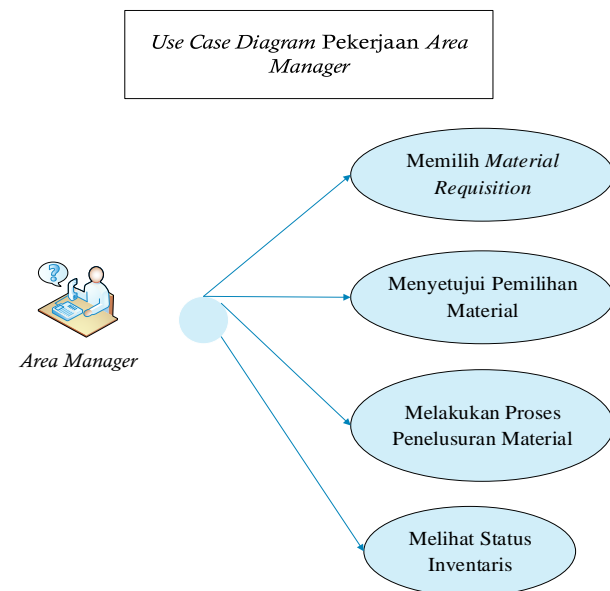 Use Case Diagram Pekerjaan Area
Manager
Memilih Material
Requisition
Menyetujui Pemilihan
Material
?
Area Manager
Melakukan Proses
Penelusuran Material
Melihat Status
Inventaris